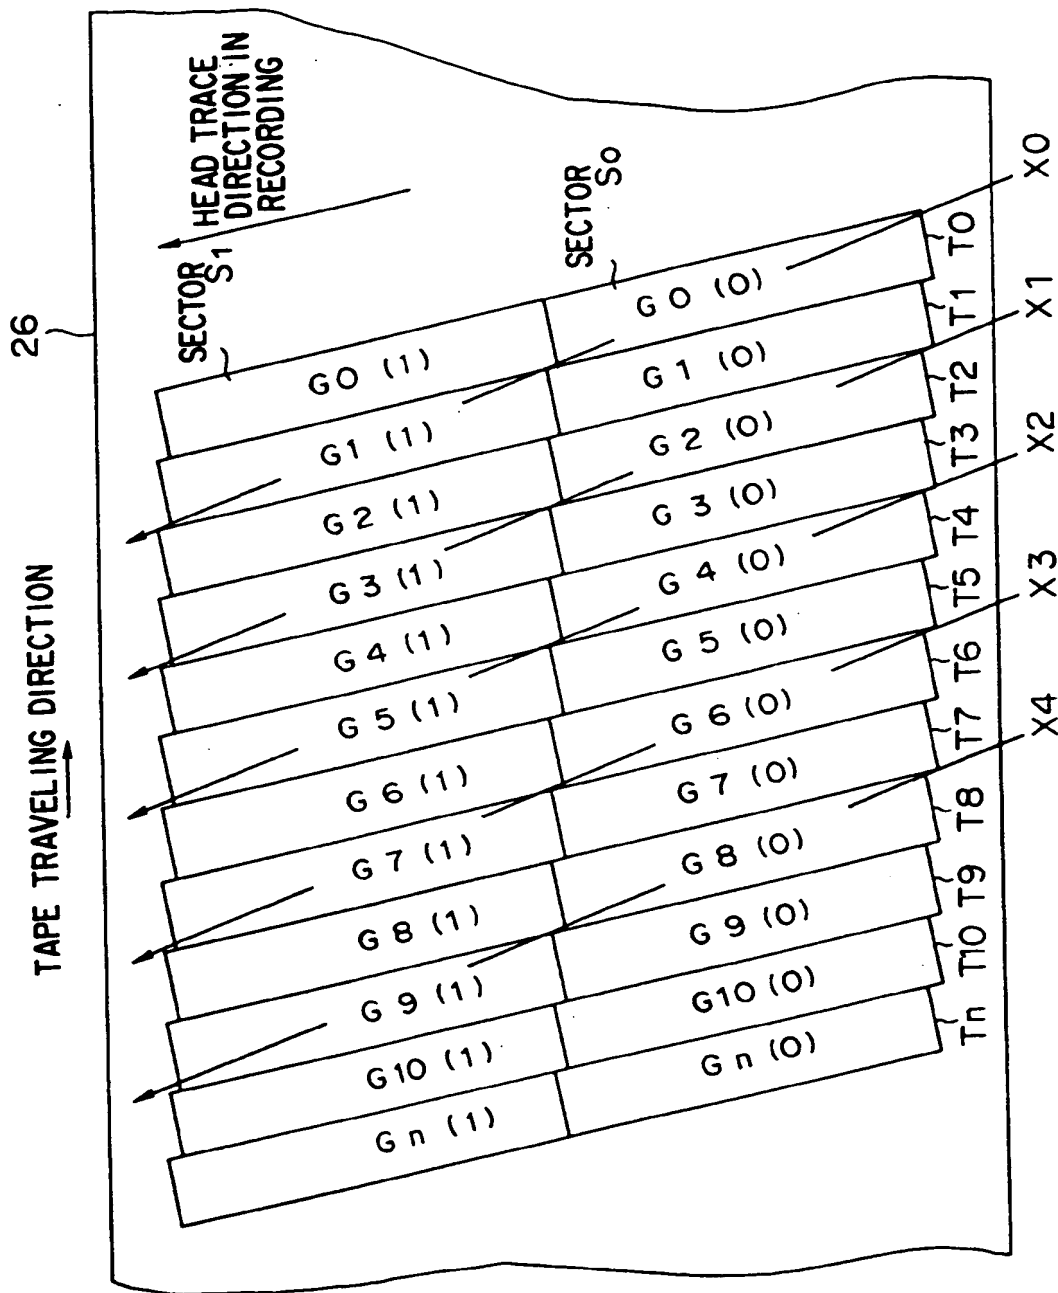 26
TAPE TRAVELING DIRECTION
HEAD TRACE
DIRECTION IN
RECORDING
SECTOR
S1
SECTOR
S0
G0 (1)
G1 (1)
G2 (1)
G3 (1)
G4 (1)
G5 (1)
G6 (1)
G7 (1)
G8 (1)
G9 (1)
G10 (1)
Gn (1)
G0 (0)
G1 (0)
G2 (0)
G3 (0)
G4 (0)
G5 (0)
G6 (0)
G7 (0)
G8 (0)
G9 (0)
G10 (0)
Gn (0)
T0
T1
T2
T3
T4
T5
T6
T7
T8
T9
T10
Tn
X0
X1
X2
X3
X4